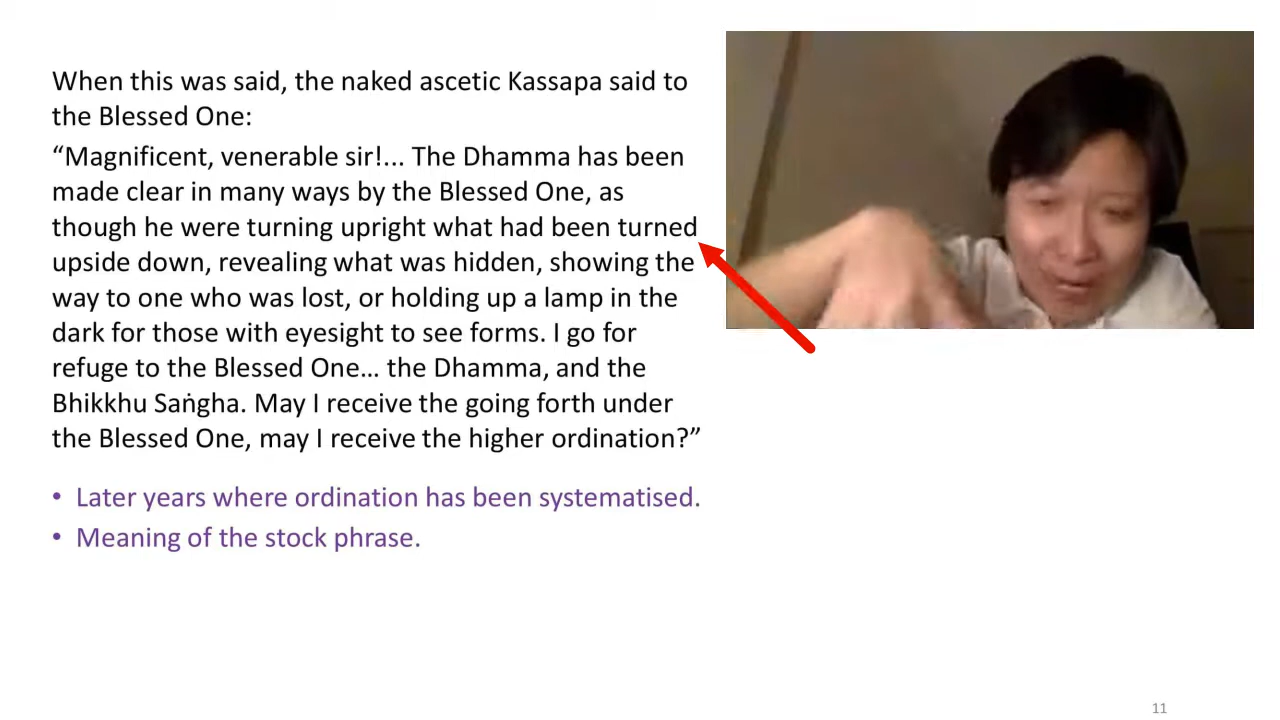 When this was said, the naked ascetic Kassapa said to
the Blessed One:
“Magnificent, venerable sir!... The Dhamma has been
made clear in many ways by the Blessed One, as
though he were turning upright what had been turned
upside down, revealing what was hidden, showing the
way to one who was lost, or holding up a lamp in the
dark for those with eyesight to see forms. I go for
refuge to the Blessed One… the Dhamma, and the
Bhikkhu Saṅgha. May I receive the going forth under
the Blessed One, may I receive the higher ordination?”
• Later years where ordination has been systematised.
• Meaning of the stock phrase.
11